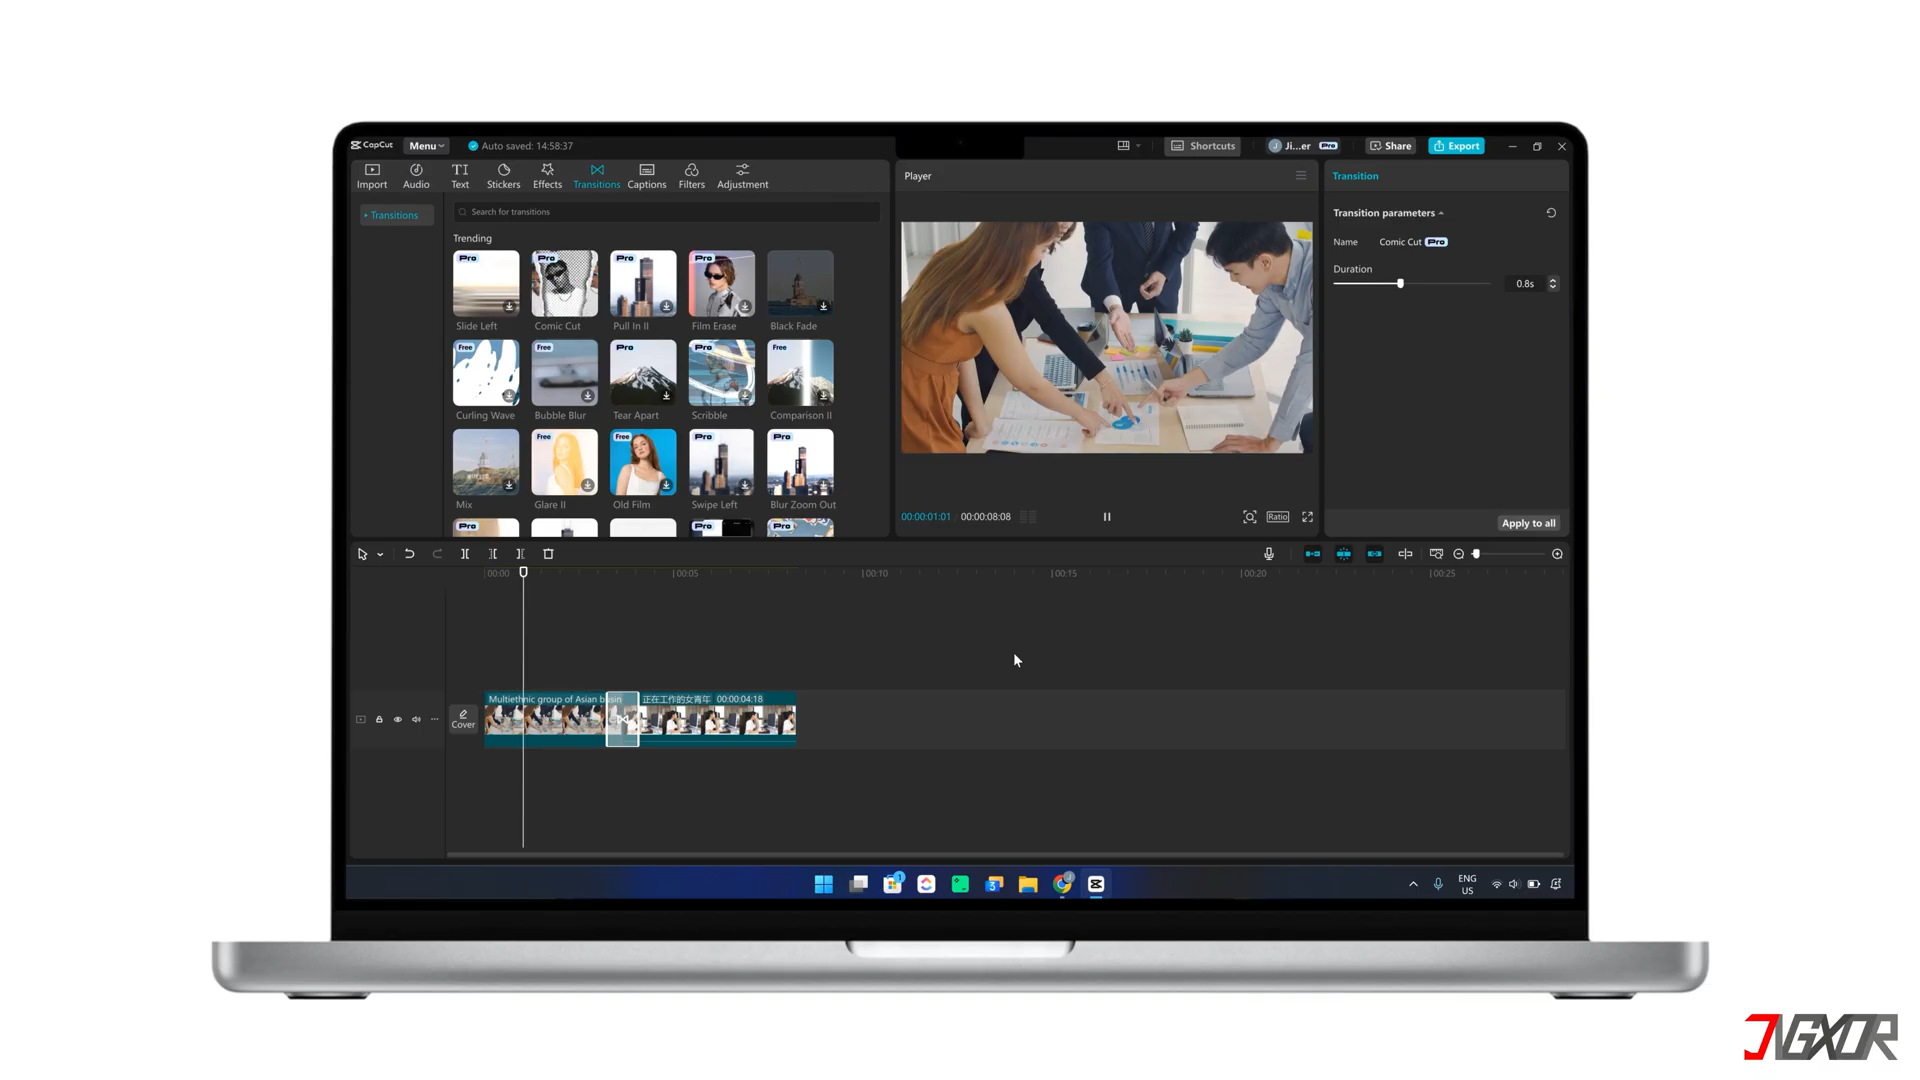 CapCut
Menu
Auto saved: 14:58:37
Shortcuts
J
Ji...er
Pro
Share
Export
Import
Audio
TI
Text
Stickers
Effects
Transitions
Captions
Filters
Adjustment
Transitions
Search for transitions
Trending
Pro
Pro
Pro
Pro
Slide Left
Comic Cut
Pull In II
Film Erase
Black Fade
Free
Free
Pro
Pro
Free
Curling Wave
Bubble Blur
Tear Apart
Scribble
Comparison II
Free
Free
Pro
Pro
Mix
Glare II
Old Film
Swipe Left
Blur Zoom Out
Pro
Pro
Pro
Player
00:00:01:01 / 00:00:08:08
Ratio
Transition
Transition parameters
Name Comic Cut Pro
Duration
0.8s
Apply to all
00:00
00:05
00:10
00:15
00:20
00:25
Cover
Multiethnic group of Asian busin
正在工作的女青年 00:00:04:18
1
3
J
ENG
US
JIGXOR